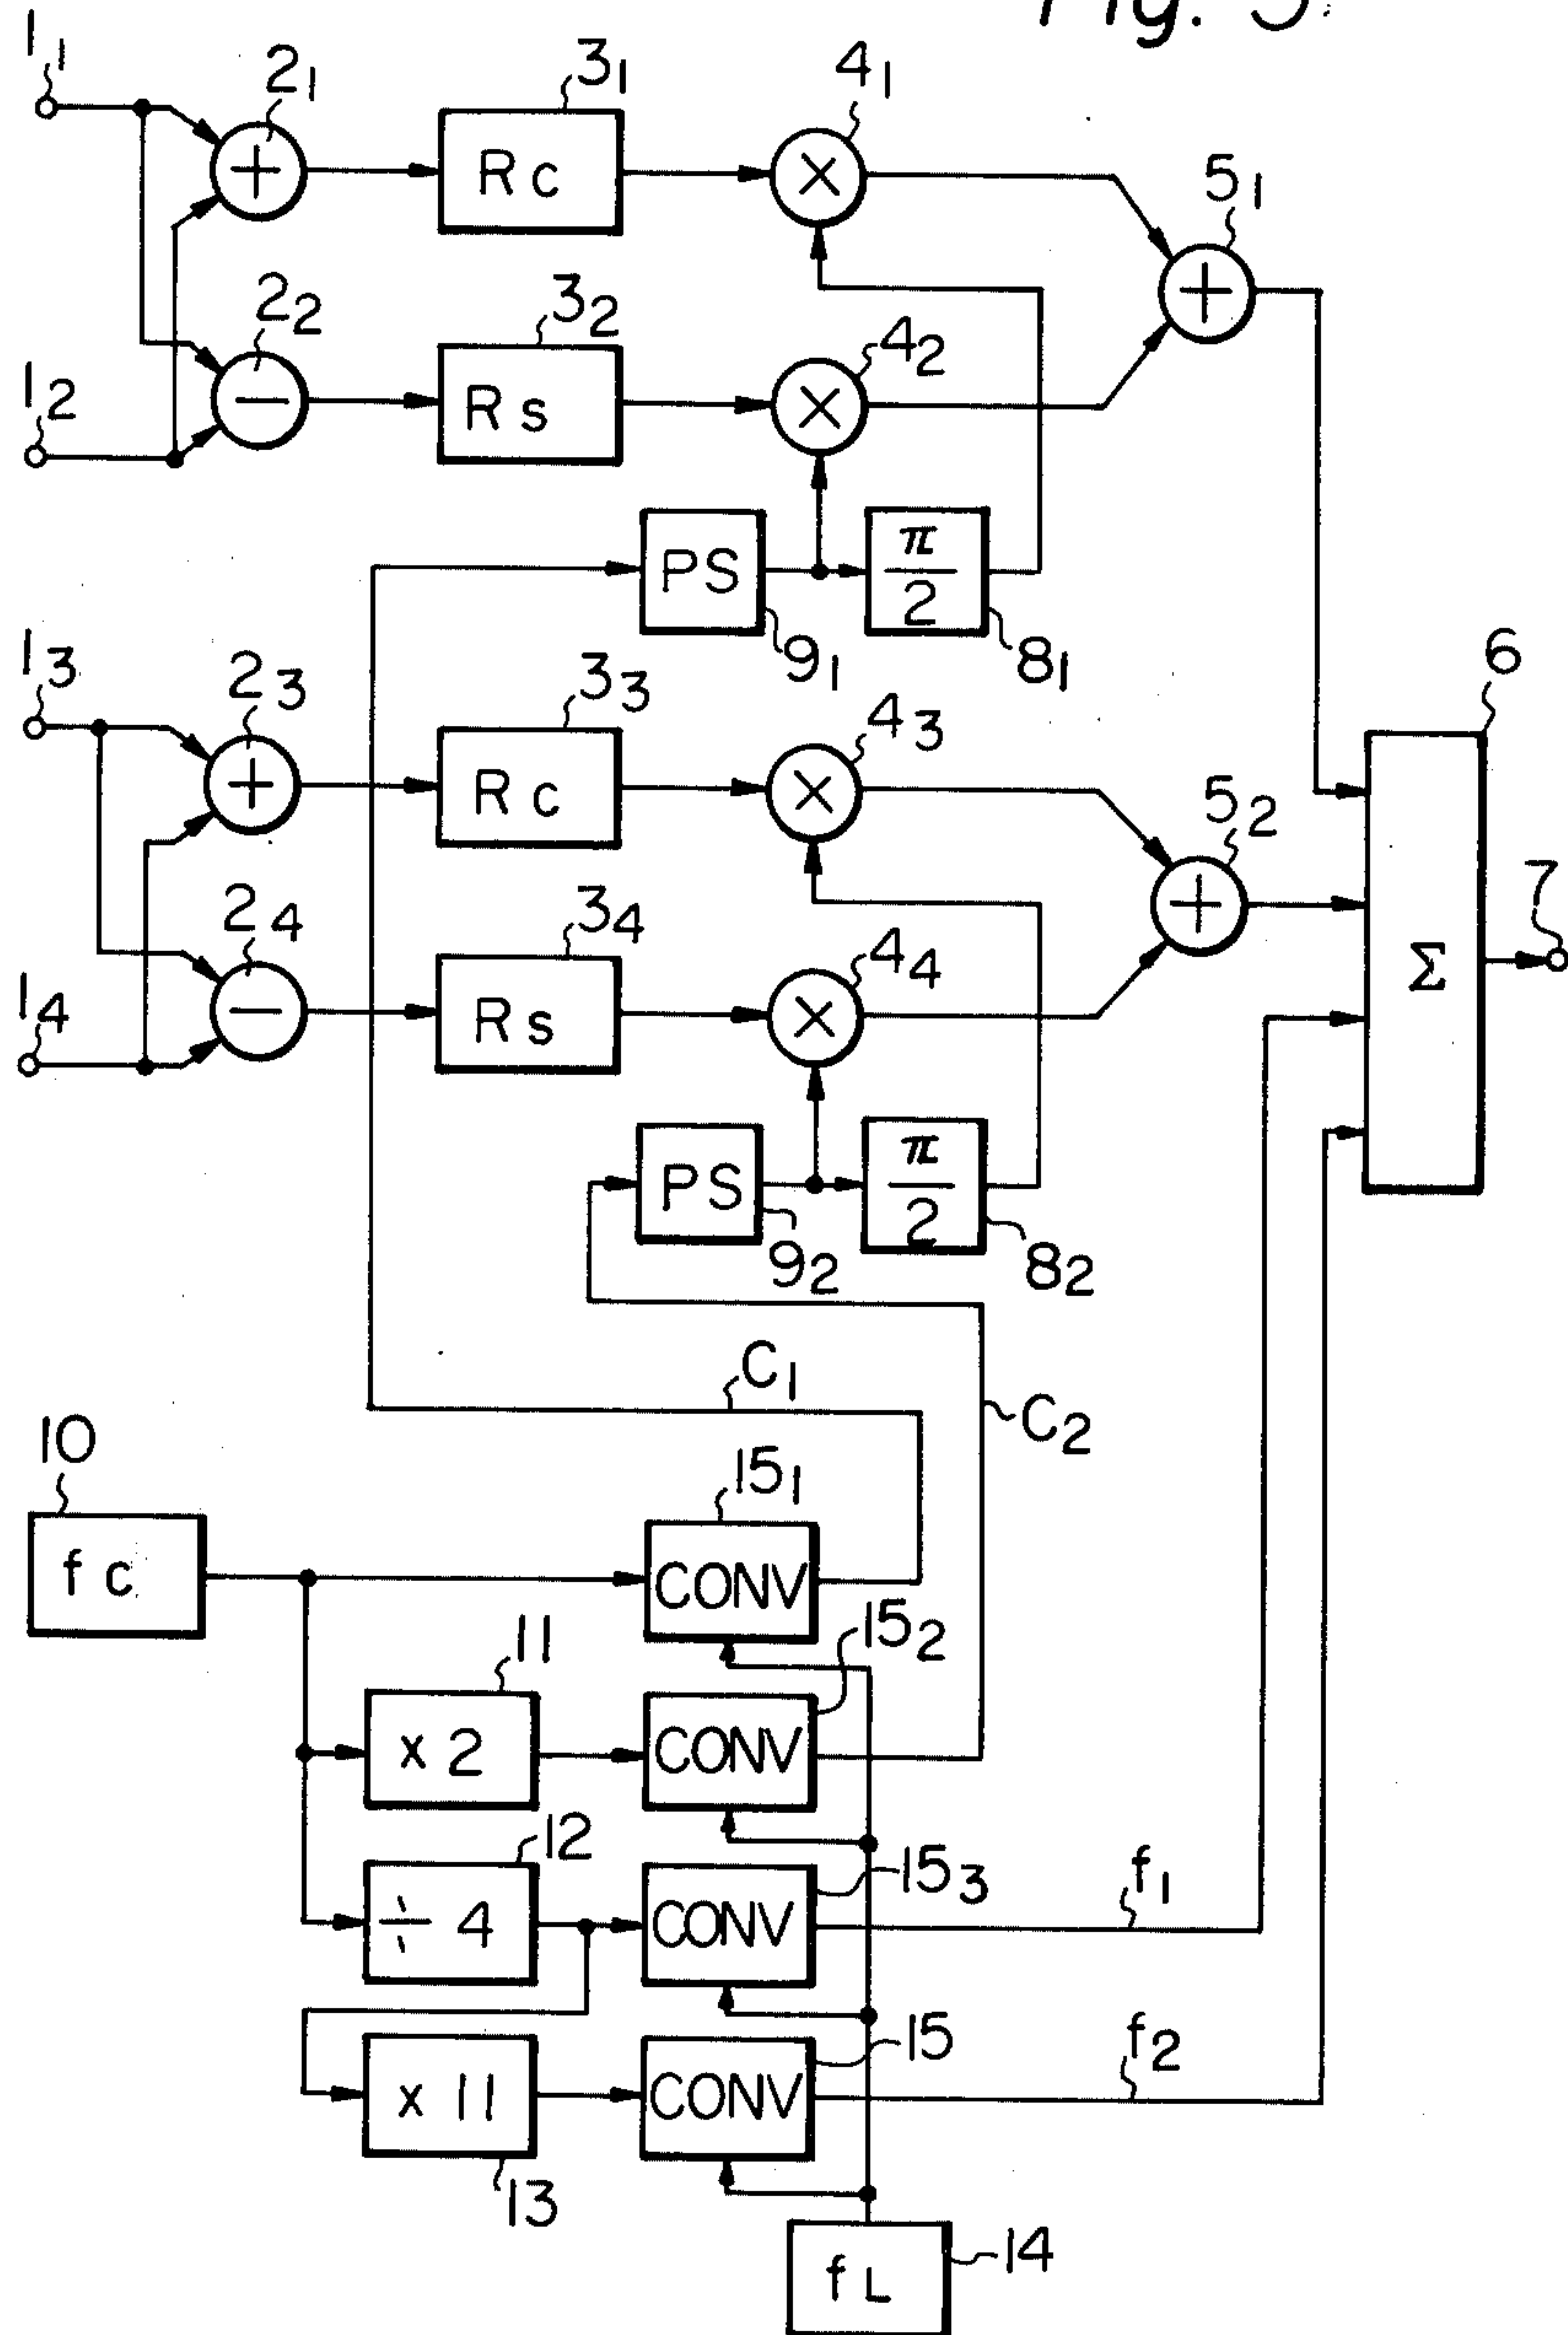 Fig. 5
1₁
2₁
3₁
4₁
Rc
5₁
2₂
3₂
4₂
1₂
Rs
PS
π/2
9₁
8₁
1₃
2₃
3₃
4₃
6
Rc
5₂
7
2₄
3₄
4₄
Σ
1₄
Rs
PS
π/2
9₂
8₂
C₁
C₂
10
15₁
fc
CONV
11
15₂
x 2
CONV
12
15₃
f₁
÷ 4
CONV
15
f₂
x 11
CONV
13
14
fL